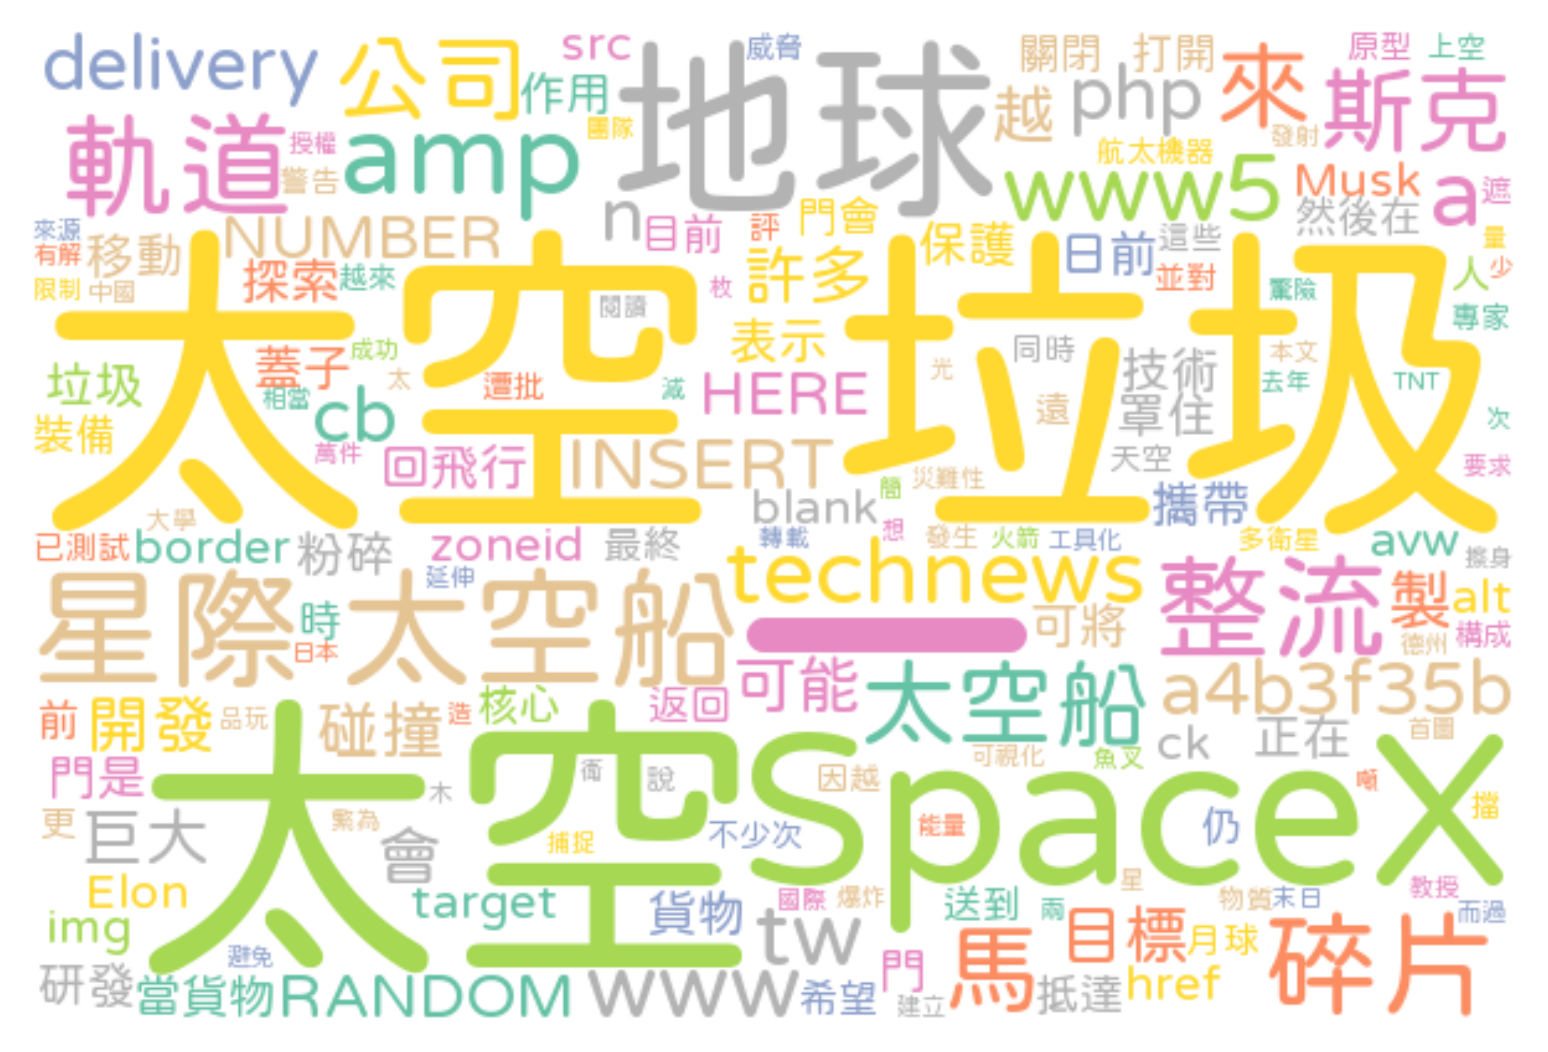 delivery 公司 src 威脅 關閉 打開 原型 上空
作用 地球 越 php 來 斯克
軌道 授權 amp 團隊 發射
警告 航太機器 www5 Musk a 遮
NUMBER n 目前 評 門會 保護 日前 這些 然後在
來源 有解 移動 探索 越來 枚 許多 並對 人 量 少
限制 中國 太空垃圾 閱讀 驚險 專家
垃圾 蓋子 成功 表示 同時 技術 本文
相當 太 遭批 減 HERE 光 去年 TNT
裝備 cb 遠 罩住 次
萬件 回飛行 INSERT 天空 要求
大學 blank 簡 災難性 攜帶
已測試 border 粉碎 zoneid 最終 轉載 想 發生 火箭 工具化 多衛星 avw 擦身
星際 太空船 延伸 technews 整流 製 alt
時 日本 _ 可將 德州 構成
前 開發 品玩 碰撞 造 核心 返回 可能 太空船 a4b3f35b
門是 太空 SpaceX 可視化 魚叉 ck 正在 首圖
木 衛 說 因越 噸
更 巨大 繫為 會 捕捉 不少次 能量 仍 擋
Elon target 貨物 國際 爆炸 送到 星 兩 物質 末日 教授 而過
img 避免 tw 門 馬 目標 月球 碎片
研發 當貨物 RANDOM www 希望 建立 抵達 href